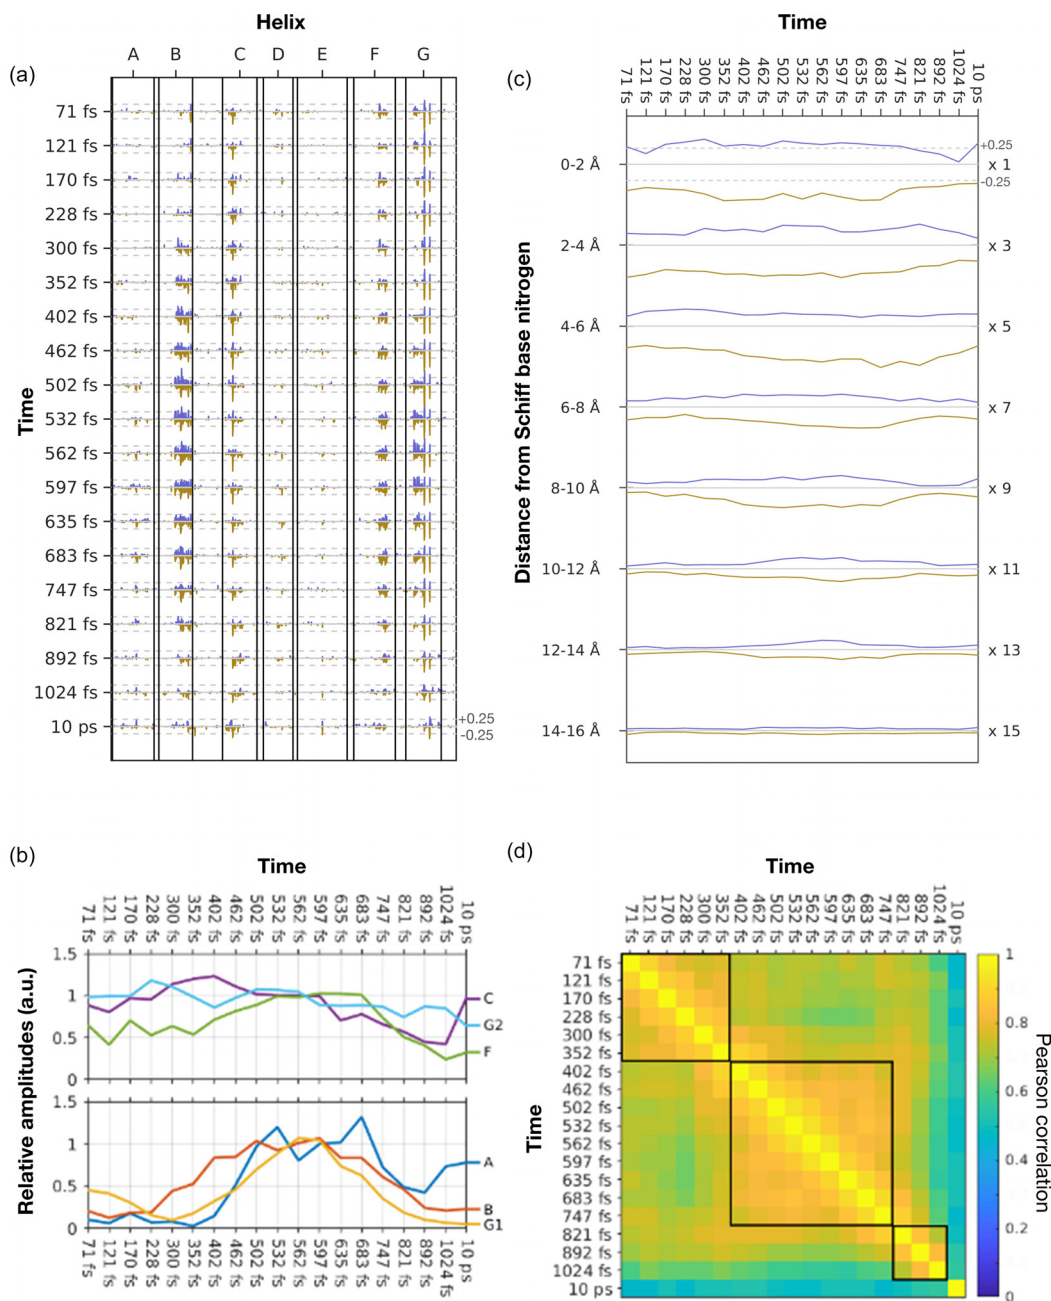 Helix
A B C D E F G
(a)
Time
71 fs
121 fs
170 fs
228 fs
300 fs
352 fs
402 fs
462 fs
502 fs
532 fs
562 fs
597 fs
635 fs
683 fs
747 fs
821 fs
892 fs
1024 fs
10 ps
+0.25
-0.25
Time
(c)
71 fs
121 fs
170 fs
228 fs
300 fs
352 fs
402 fs
462 fs
502 fs
532 fs
562 fs
597 fs
635 fs
683 fs
747 fs
821 fs
892 fs
1024 fs
10 ps
Distance from Schiff base nitrogen
+0.25
0-2 Å x 1
-0.25
2-4 Å x 3
4-6 Å x 5
6-8 Å x 7
8-10 Å x 9
10-12 Å x 11
12-14 Å x 13
14-16 Å x 15
(b)
Time
71 fs
121 fs
170 fs
228 fs
300 fs
352 fs
402 fs
462 fs
502 fs
532 fs
562 fs
597 fs
635 fs
683 fs
747 fs
821 fs
892 fs
1024 fs
10 ps
Relative amplitudes (a.u.)
1.5
1
0.5
0
C
G2
F
1.5
1
0.5
0
A
B
G1
71 fs
121 fs
170 fs
228 fs
300 fs
352 fs
402 fs
462 fs
502 fs
532 fs
562 fs
597 fs
635 fs
683 fs
747 fs
821 fs
892 fs
1024 fs
10 ps
(d)
Time
71 fs
121 fs
170 fs
228 fs
300 fs
352 fs
402 fs
462 fs
502 fs
532 fs
562 fs
597 fs
635 fs
683 fs
747 fs
821 fs
892 fs
1024 fs
10 ps
Time
71 fs
121 fs
170 fs
228 fs
300 fs
352 fs
402 fs
462 fs
502 fs
532 fs
562 fs
597 fs
635 fs
683 fs
747 fs
821 fs
892 fs
1024 fs
10 ps
1
0.8
0.6
0.4
0.2
0
Pearson correlation